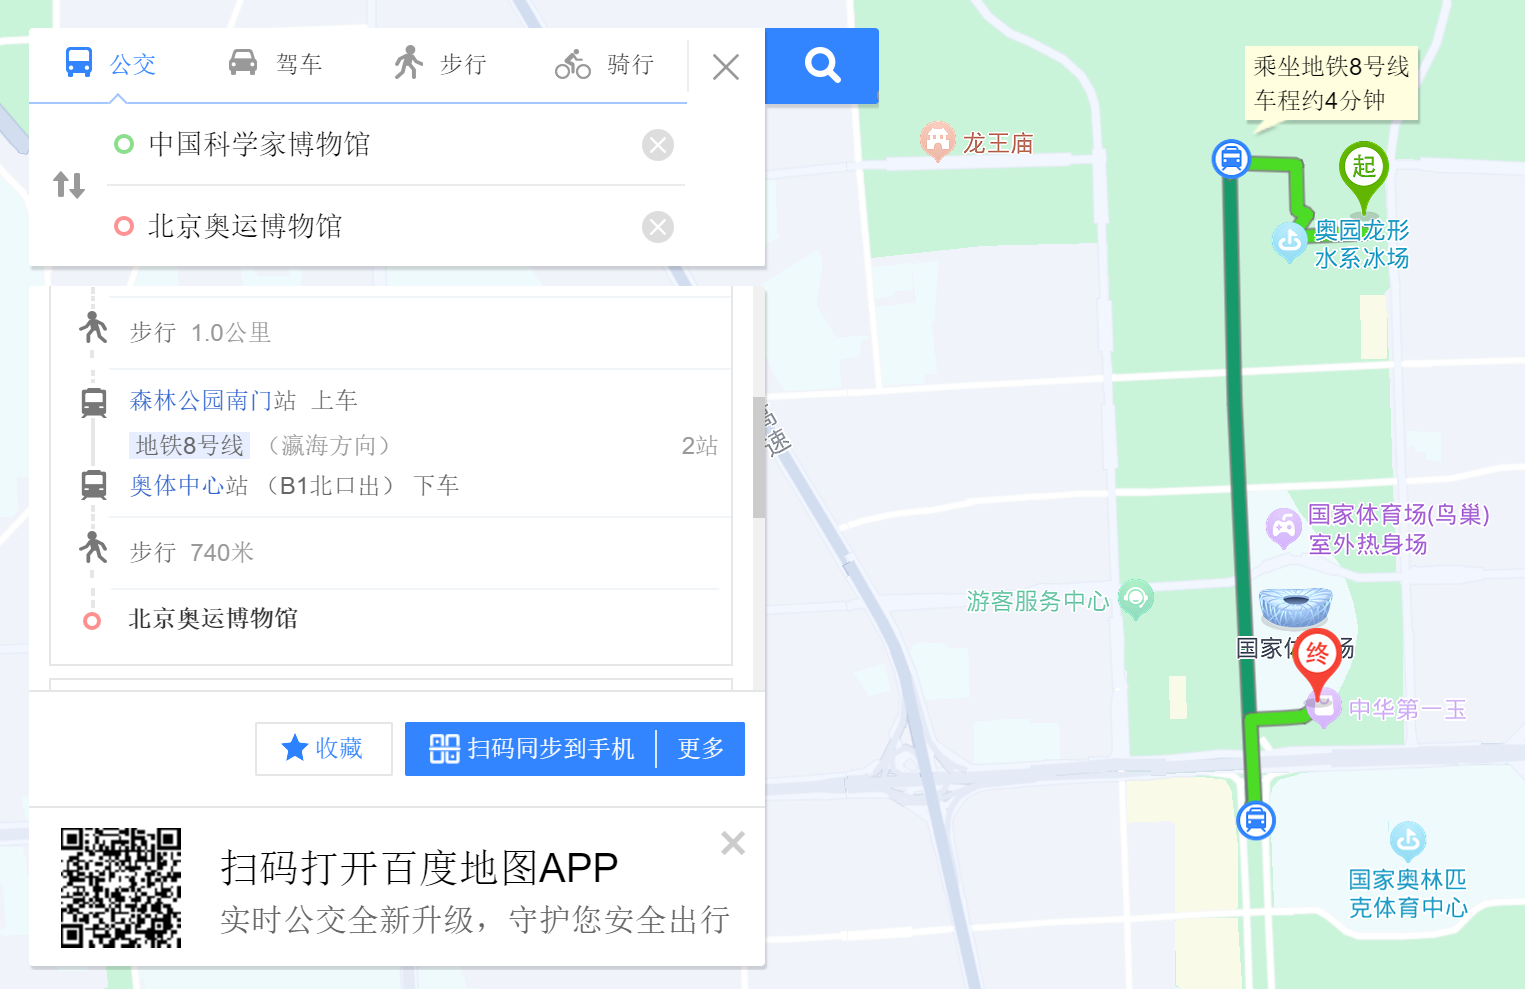 公交
驾车
步行
骑行
中国科学家博物馆
北京奥运博物馆
步行 1.0公里
森林公园南门站 上车
地铁8号线 （瀛海方向） 2站
奥体中心站 （B1北口出） 下车
步行 740米
北京奥运博物馆
收藏
扫码同步到手机
更多
扫码打开百度地图APP
实时公交全新升级，守护您安全出行
乘坐地铁8号线
车程约4分钟
龙王庙
起
奥园龙形
水系冰场
高
速
国家体育场(鸟巢)
室外热身场
游客服务中心
国家体
场
终
中华第一玉
国家奥林匹
克体育中心